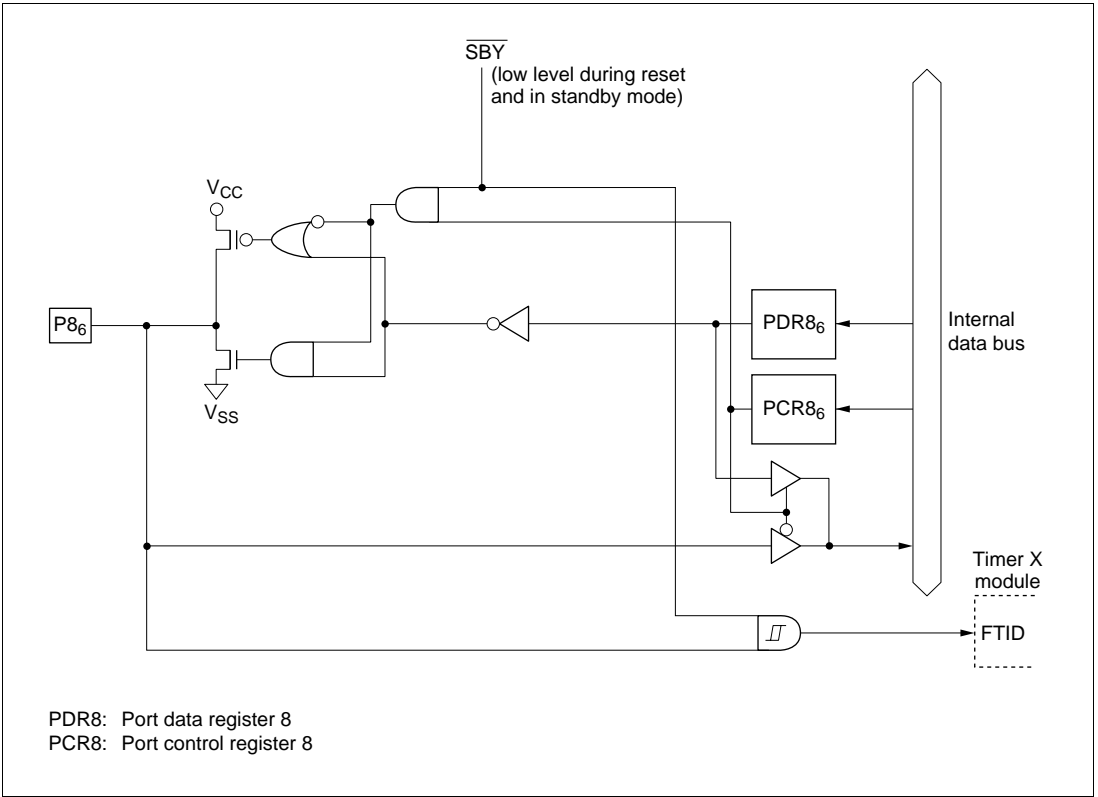 SBY
(low level during reset
and in standby mode)
VCC
P86
VSS
PDR86
PCR86
Internal
data bus
Timer X
module
FTID
PDR8: Port data register 8
PCR8: Port control register 8